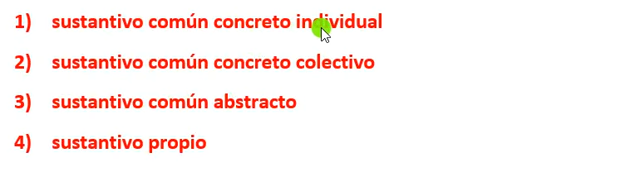 1) sustantivo común concreto individual
2) sustantivo común concreto colectivo
3) sustantivo común abstracto
4) sustantivo propio